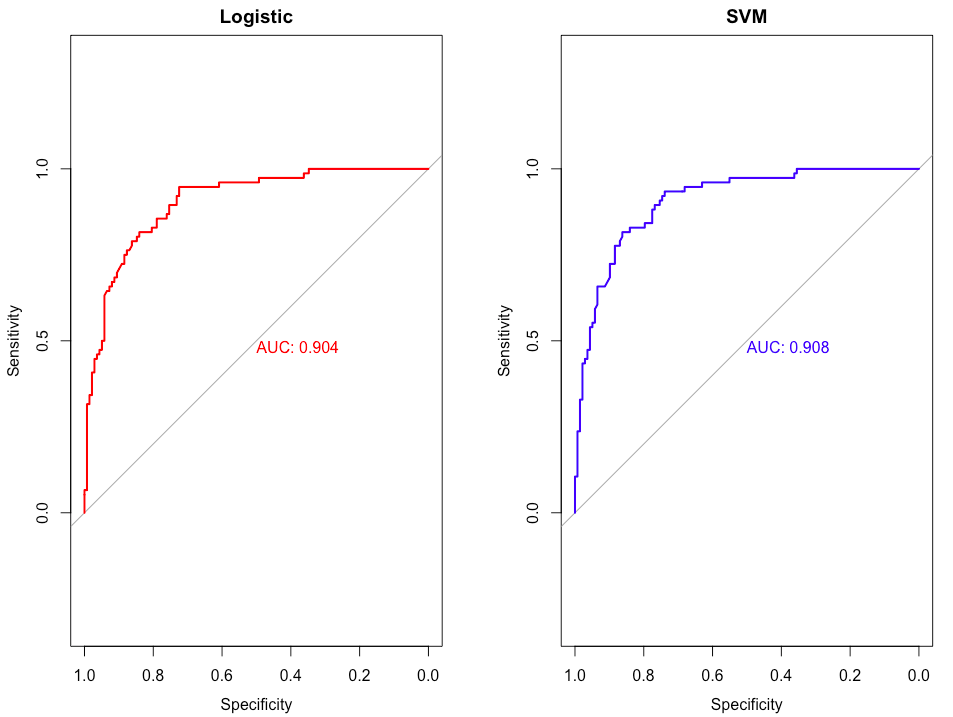 Logistic
Sensitivity
1.0
0.5
0.0
AUC: 0.904
1.0 0.8 0.6 0.4 0.2 0.0
Specificity
SVM
Sensitivity
1.0
0.5
0.0
AUC: 0.908
1.0 0.8 0.6 0.4 0.2 0.0
Specificity